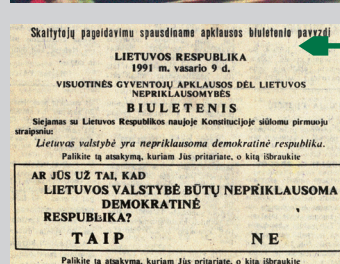 Skaitytojų pageidavimu spausdiname apklausos biuletenio pavyzdį
LIETUVOS RESPUBLIKA
1991 m. vasario 9 d.
VISUOTINĖS GYVENTOJŲ APKLAUSOS DĖL LIETUVOS
NEPRIKLAUSOMYBĖS
BIULETENIS
Siejamas su Lietuvos Respublikos naujoje Konstitucijoje siūlomu pirmuoju
straipsniu:
Lietuvos valstybė yra nepriklausoma demokratinė respublika.
Palikite tą atsakymą, kuriam Jūs pritariate, o kitą išbraukite
AR JŪS UŽ TAI, KAD
LIETUVOS VALSTYBĖ BŪTŲ NEPRIKLAUSOMA
DEMOKRATINĖ
RESPUBLIKA?
TAIP NE
Palikite tą atsakymą, kuriam Jūs pritariate, o kitą išbraukite